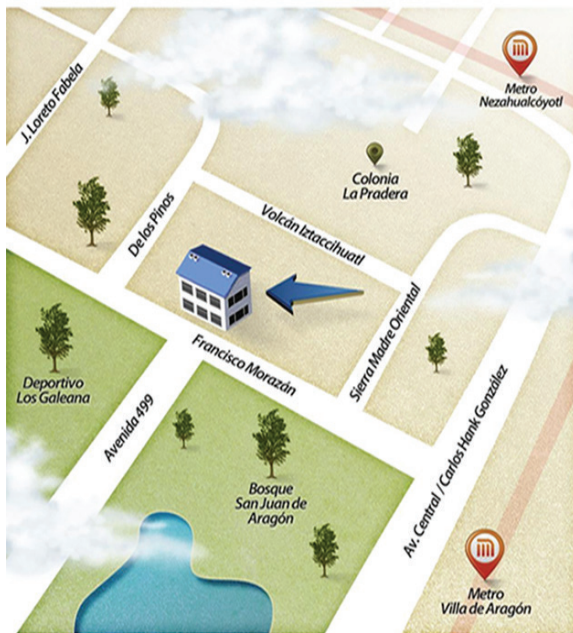 J. Loreto Fabela
Metro
Nezahualcóyotl
Colonia
La Pradera
De los Pinos
Volcán Iztaccihuatl
Sierra Madre Oriental
Francisco Morazán
Deportivo
Los Galeana
Avenida 499
Av. Central / Carlos Hank González
Bosque
San Juan de
Aragón
Metro
Villa de Aragón